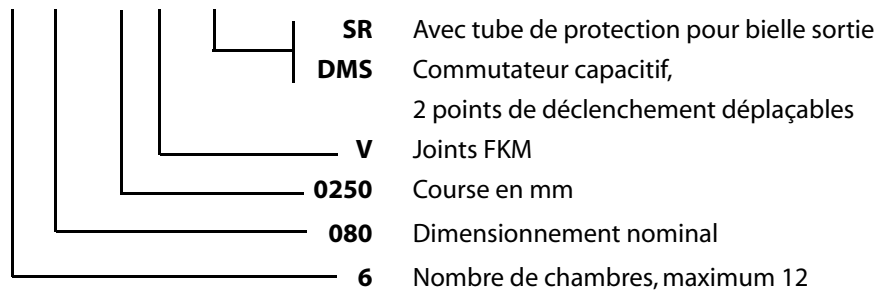 SR Avec tube de protection pour bielle sortie
DMS Commutateur capacitif,
2 points de déclenchement déplaçables
V Joints FKM
0250 Course en mm
080 Dimensionnement nominal
6 Nombre de chambres, maximum 12